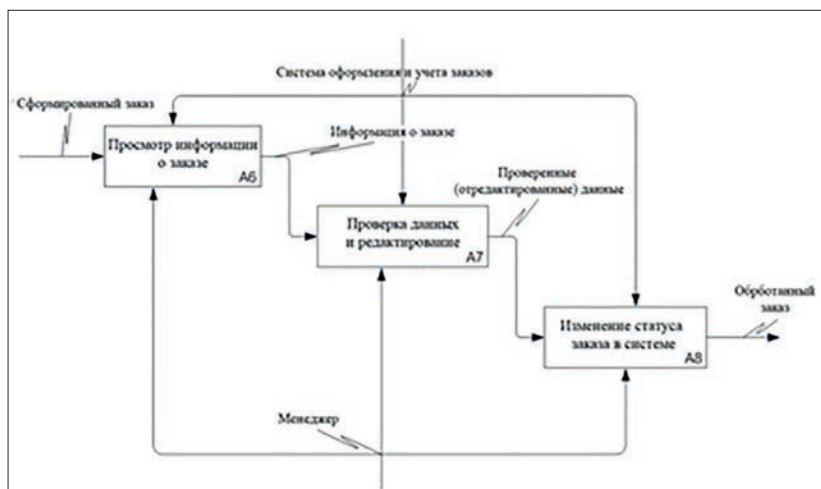 Система оформления и учета заказов
Сформированный заказ
Просмотр информации
о заказе
A6
Информация о заказе
Проверенные
(отредактированные) данные
Проверка данных
и редактирование
A7
Обрботанный
заказ
Изменение статуса
заказа в системе
A8
Менеджер